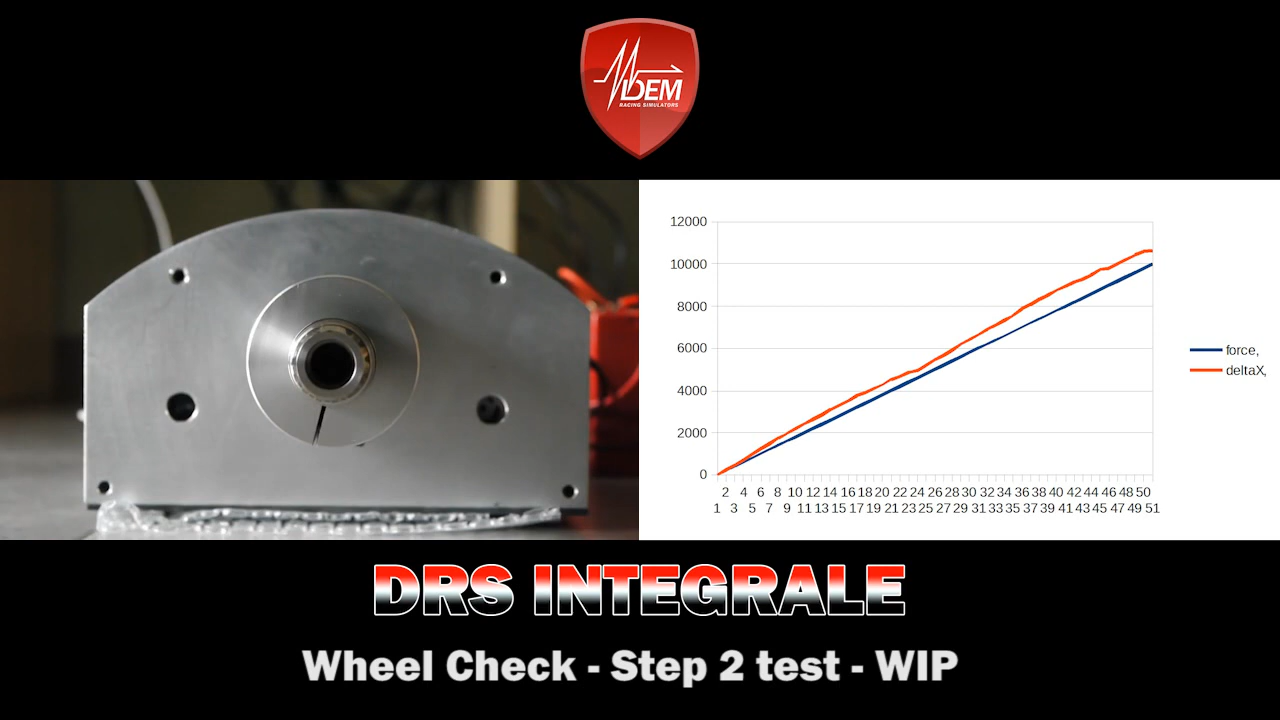 LDEM
RACING SIMULATORS
12000
10000
8000
6000
4000
2000
0
2 4 6 8 10 12 14 16 18 20 22 24 26 28 30 32 34 36 38 40 42 44 46 48 50
1 3 5 7 9 11 13 15 17 19 21 23 25 27 29 31 33 35 37 39 41 43 45 47 49 51
force,
deltaX,
DRS INTEGRALE
Wheel Check - Step 2 test - WIP